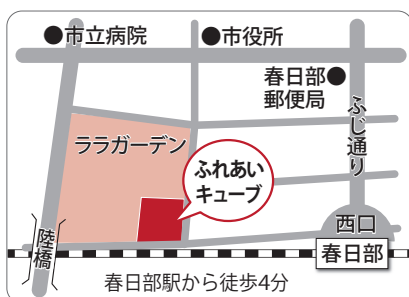 ●市立病院
●市役所
春日部●
郵便局
ふじ通り
ララガーデン
ふれあい
キューブ
陸橋
西口
春日部
春日部駅から徒歩4分